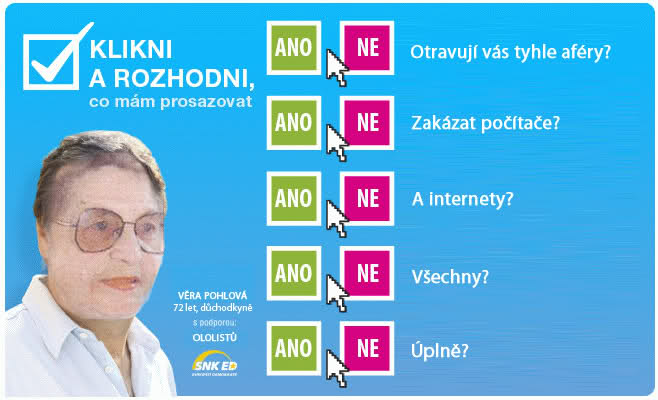 KLIKNI
A ROZHODNI,
co mám prosazovat
ANO NE Otravují vás tyhle aféry?
ANO NE Zakázat počítače?
ANO NE A internety?
ANO NE Všechny?
ANO NE Úplně?
VĚRA POHLOVÁ
72 let, důchodkyně
s podporou:
OLOLISTŮ
SNK ED
EVROPŠTÍ DEMOKRATÉ